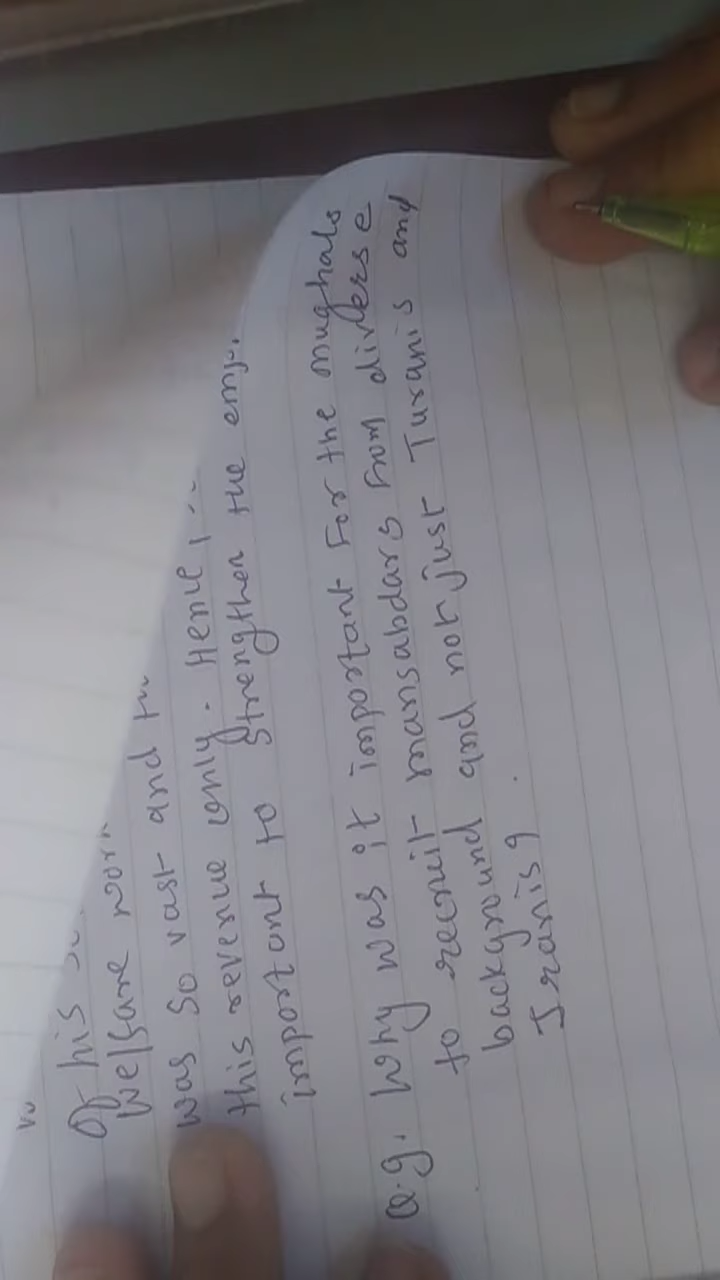 of his
welfare work
was so vast and
this revenue only. Hence,
important to strengthen the
Q.9. Why was it important for the mughals
to recruit mansabdars from diverse
background and not just Turanis and
Iranis?